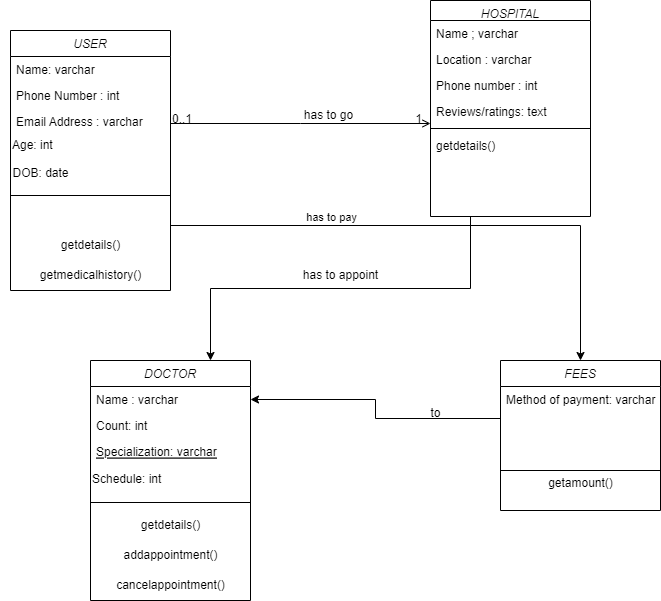 USER
Name: varchar
Phone Number : int
Email Address : varchar
Age: int
DOB: date
getdetails()
getmedicalhistory()
0..1
has to go
1
HOSPITAL
Name ; varchar
Location : varchar
Phone number : int
Reviews/ratings: text
getdetails()
has to pay
has to appoint
DOCTOR
Name : varchar
Count: int
Specialization: varchar
Schedule: int
getdetails()
addappointment()
cancelappointment()
to
FEES
Method of payment: varchar
getamount()